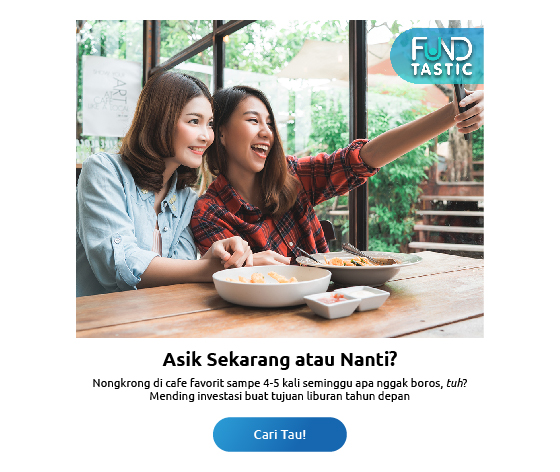 FUND
TASTIC
Asik Sekarang atau Nanti?
Nongkrong di cafe favorit sampe 4-5 kali seminggu apa nggak boros, tuh?
Mending investasi buat tujuan liburan tahun depan
Cari Tau!